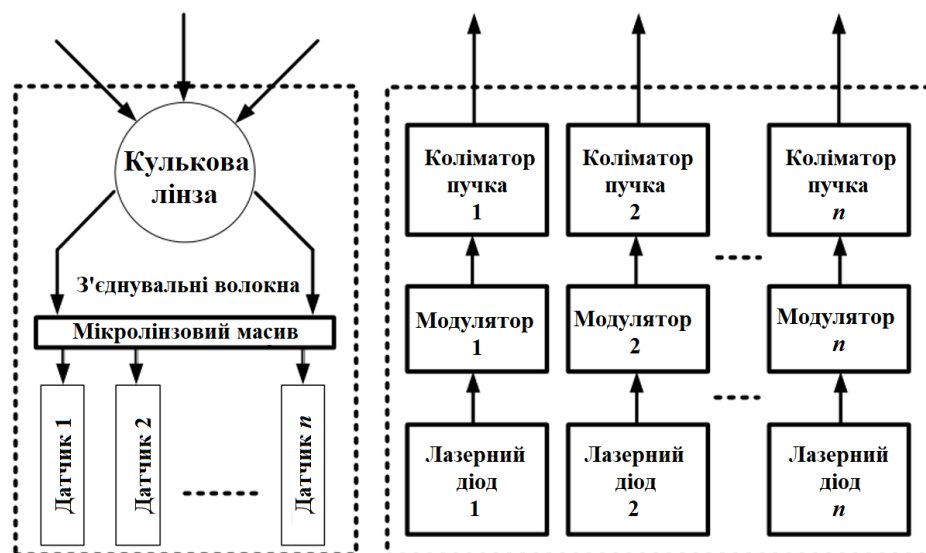 Кулькова
лінза
З'єднувальні волокна
Мікролінзовий масив
Датчик 1
Датчик 2
Датчик n
Коліматор
пучка
1
Коліматор
пучка
2
Коліматор
пучка
n
Модулятор
1
Модулятор
2
Модулятор
n
Лазерний
діод
1
Лазерний
діод
2
Лазерний
діод
n